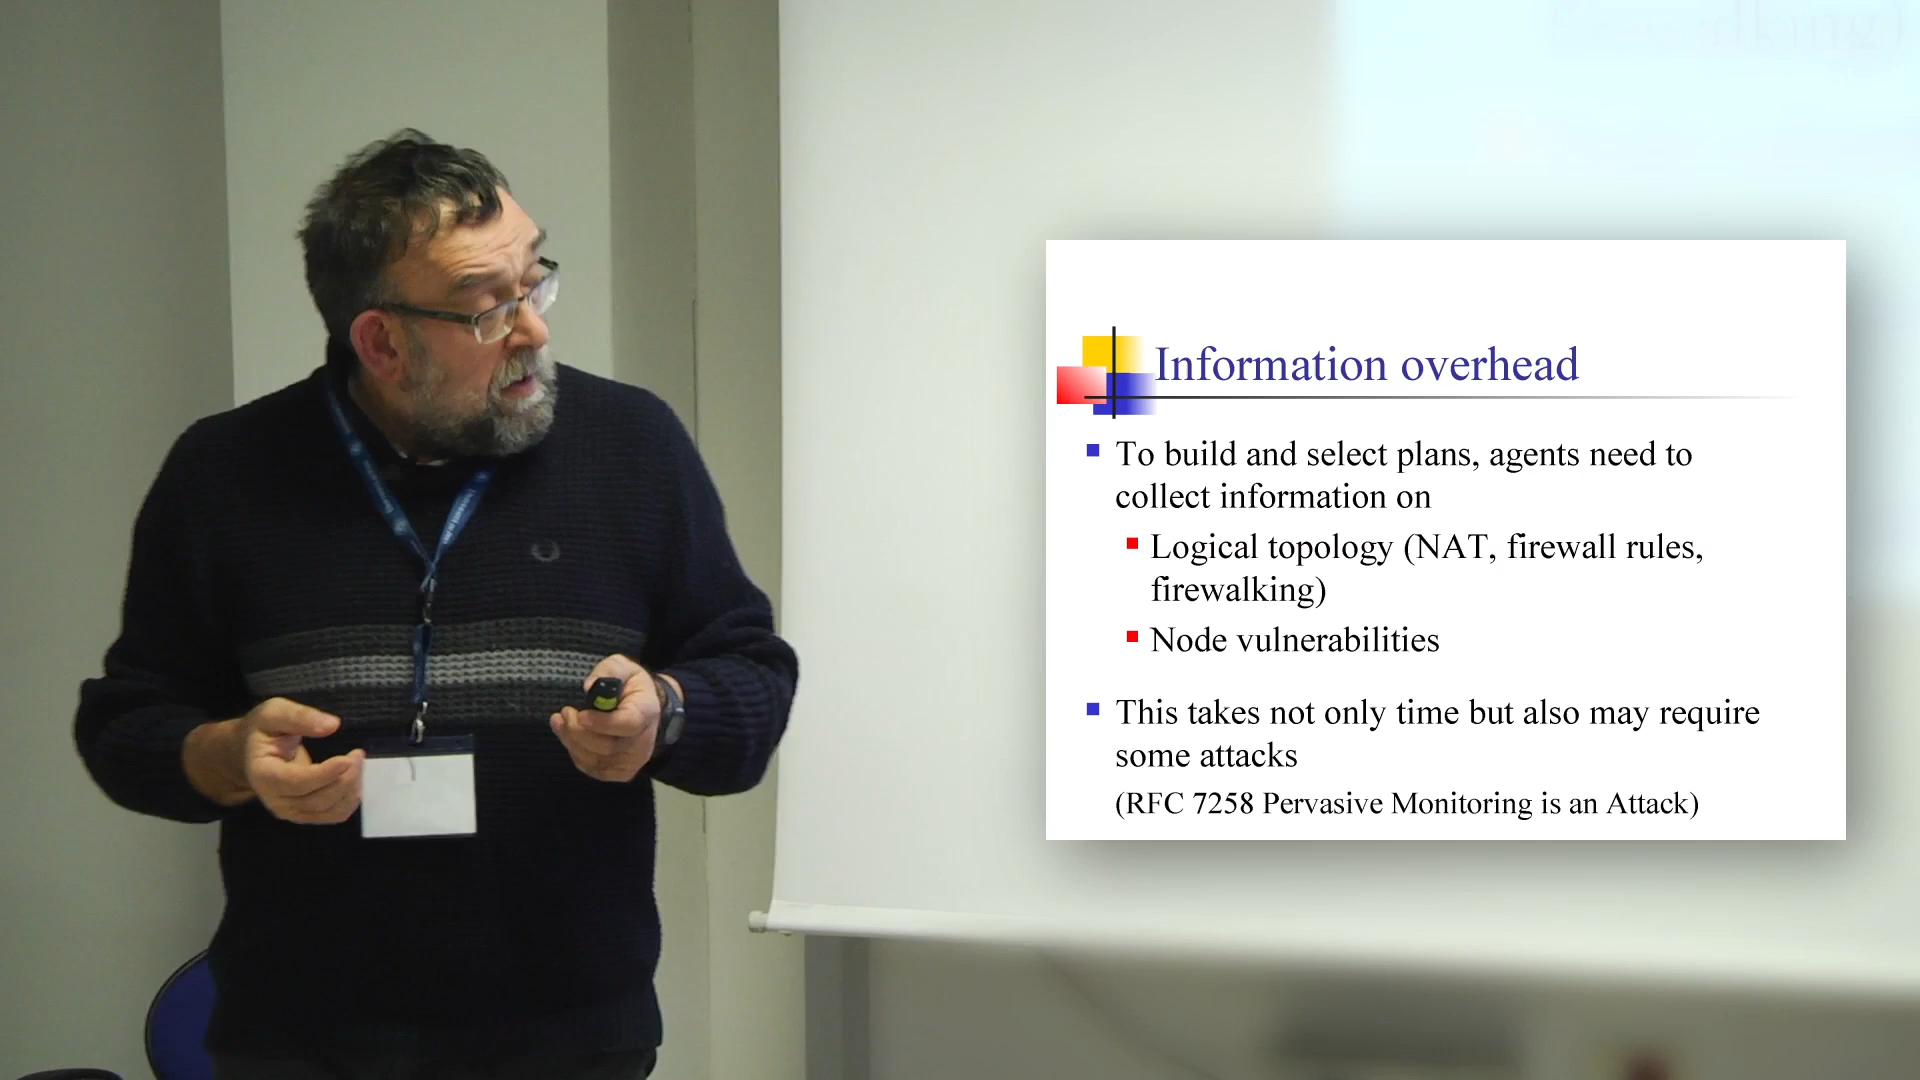 Information overhead
To build and select plans, agents need to
collect information on
Logical topology (NAT, firewall rules,
firewalking)
Node vulnerabilities
This takes not only time but also may require
some attacks
(RFC 7258 Pervasive Monitoring is an Attack)